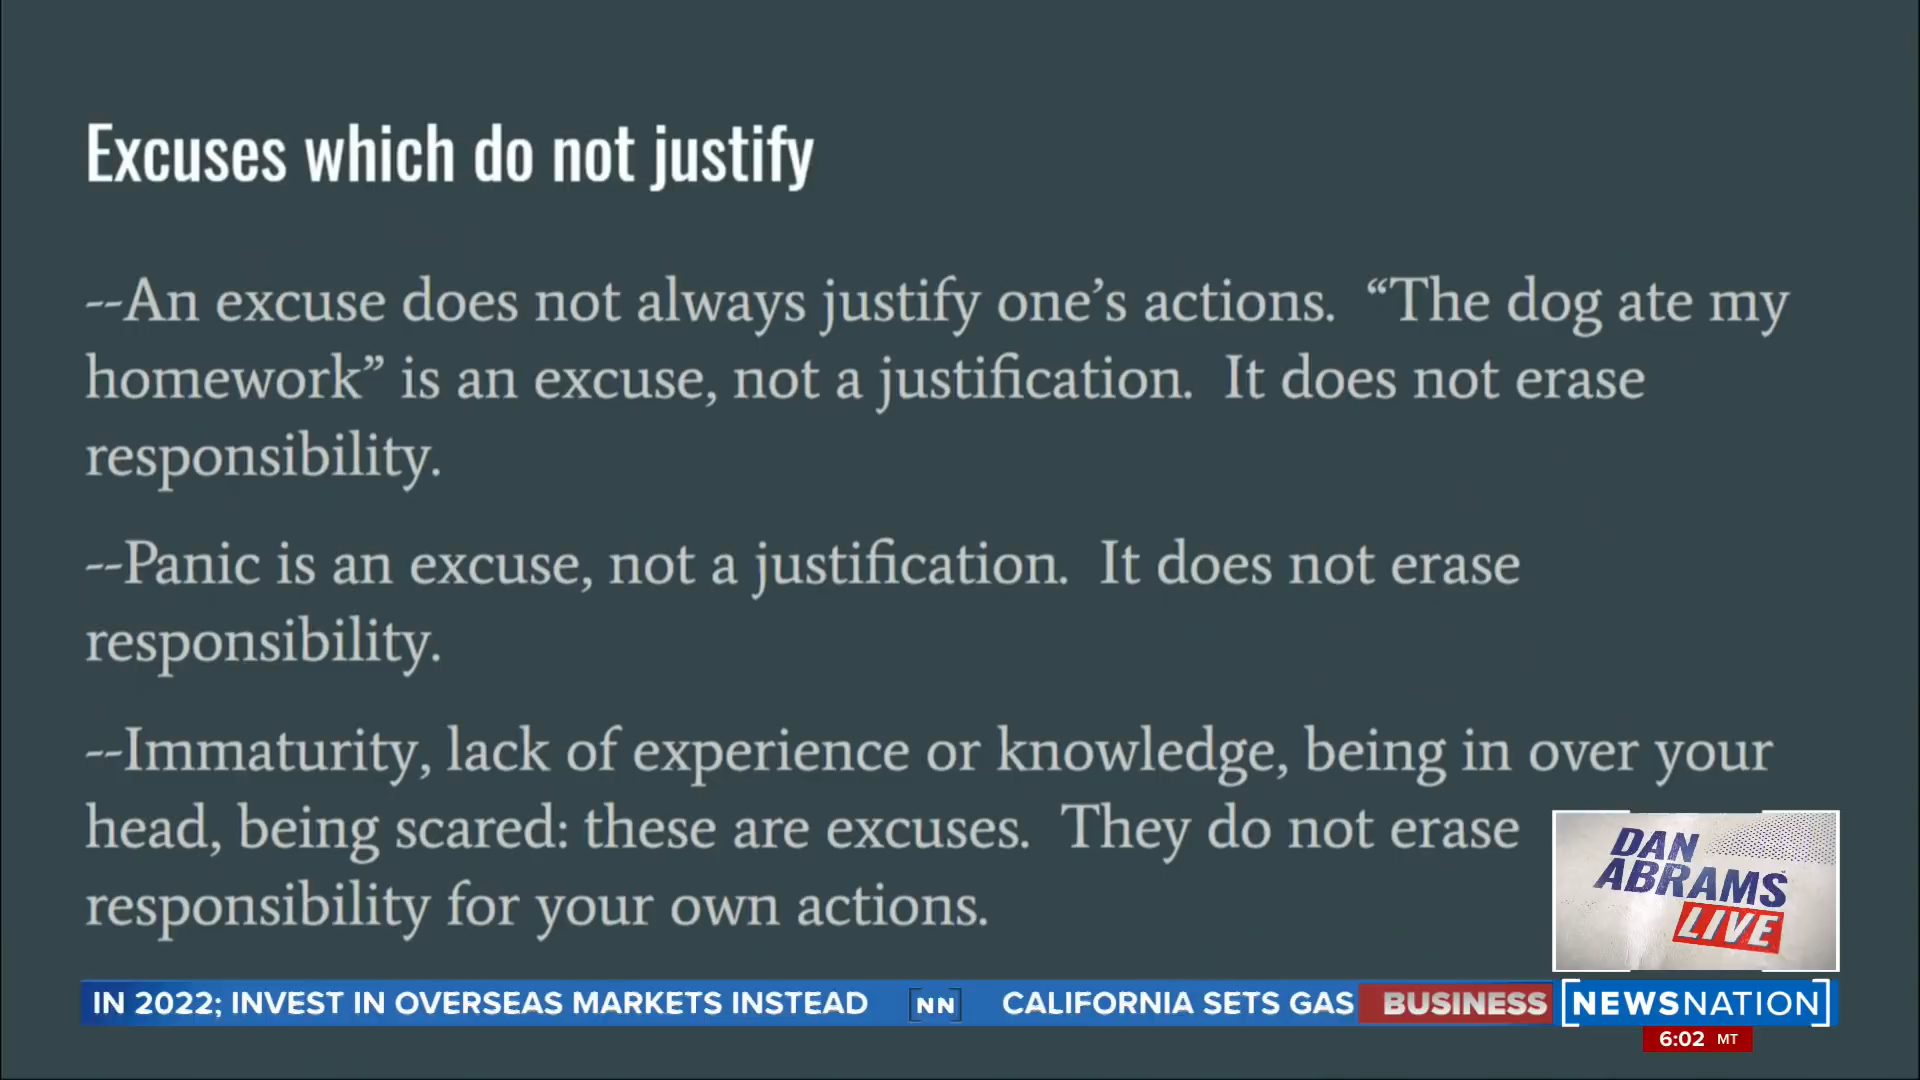 Excuses which do not justify
--An excuse does not always justify one’s actions. “The dog ate my
homework” is an excuse, not a justification. It does not erase
responsibility.
--Panic is an excuse, not a justification. It does not erase
responsibility.
--Immaturity, lack of experience or knowledge, being in over your
head, being scared: these are excuses. They do not erase
responsibility for your own actions.
DAN
ABRAMS
LIVE
IN 2022; INVEST IN OVERSEAS MARKETS INSTEAD [NN] CALIFORNIA SETS GAS BUSINESS [NEWSNATION]
6:02 MT